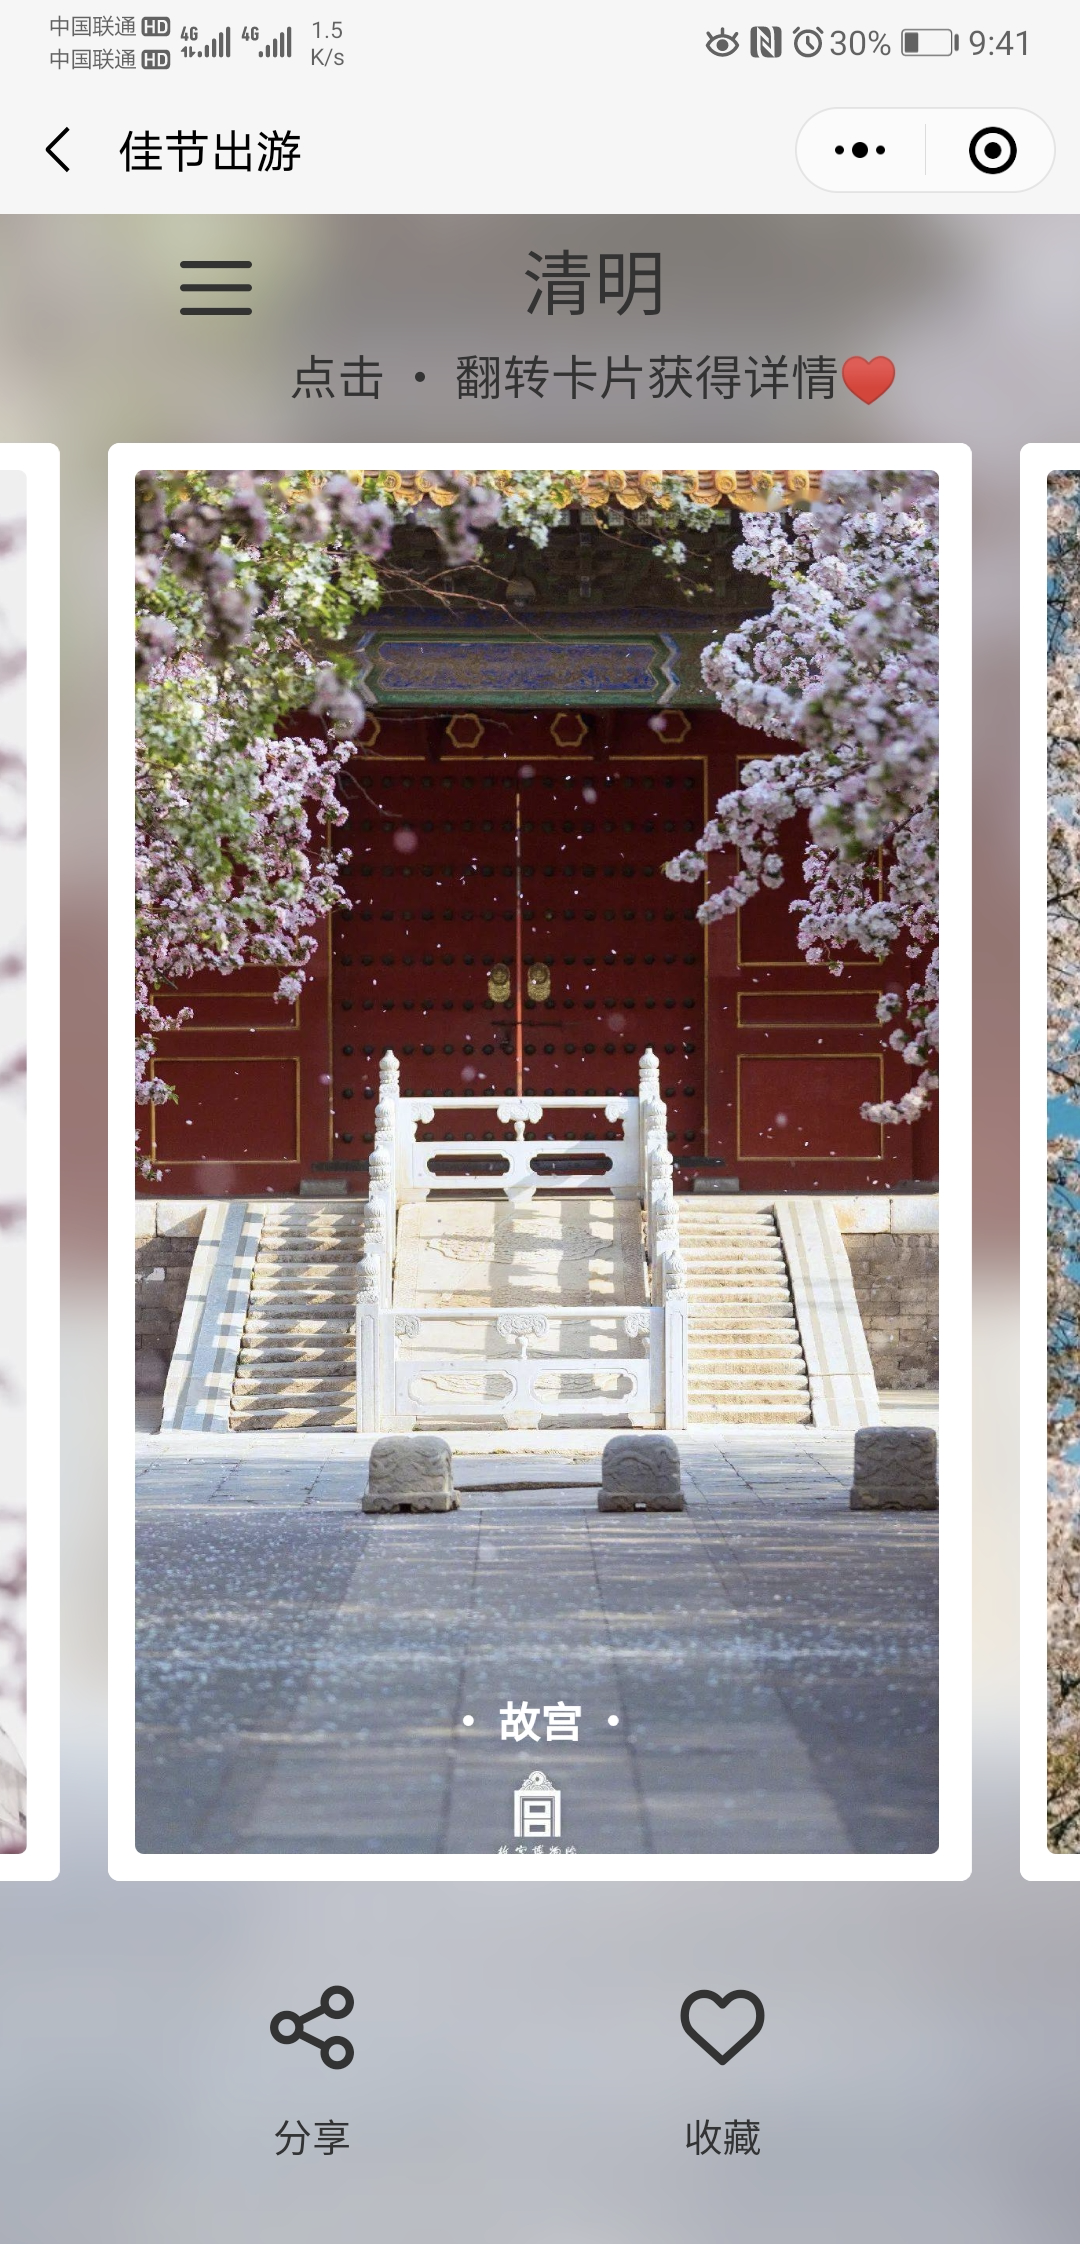 中国联通 HD 4G 4G 1.5
中国联通 HD K/s 30% 9:41
佳节出游
清明
点击 · 翻转卡片获得详情
· 故宫 ·
分享 收藏